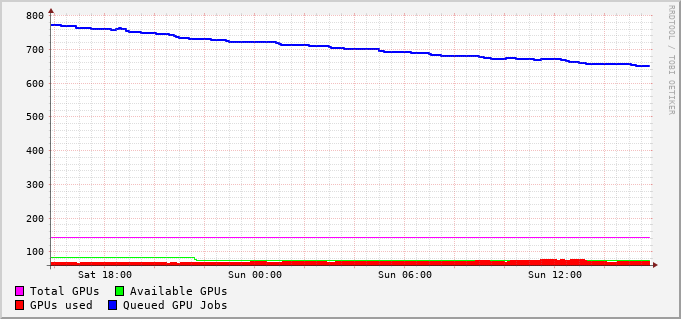 800
700
600
500
400
300
200
100
Sat 18:00 Sun 00:00 Sun 06:00 Sun 12:00
Total GPUs Available GPUs
GPUs used Queued GPU Jobs
RRDTOOL / TOBI OETIKER